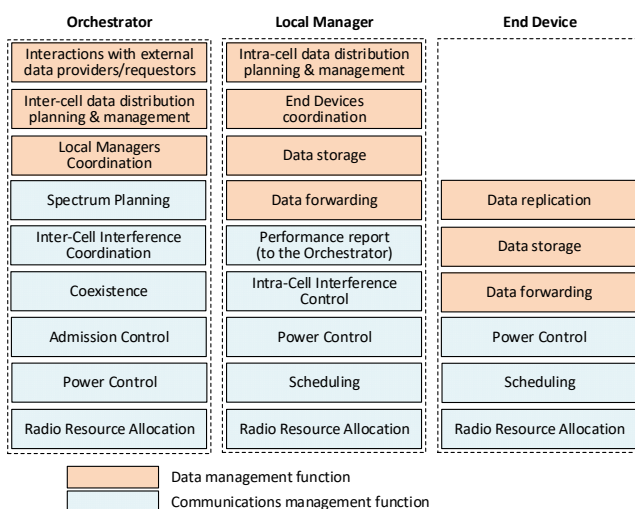 Orchestrator
Interactions with external
data providers/requestors
Inter-cell data distribution
planning & management
Local Managers
Coordination
Spectrum Planning
Inter-Cell Interference
Coordination
Coexistence
Admission Control
Power Control
Radio Resource Allocation
Local Manager
Intra-cell data distribution
planning & management
End Devices
coordination
Data storage
Data forwarding
Performance report
(to the Orchestrator)
Intra-Cell Interference
Control
Power Control
Scheduling
Radio Resource Allocation
End Device
Data replication
Data storage
Data forwarding
Power Control
Scheduling
Radio Resource Allocation
Data management function
Communications management function